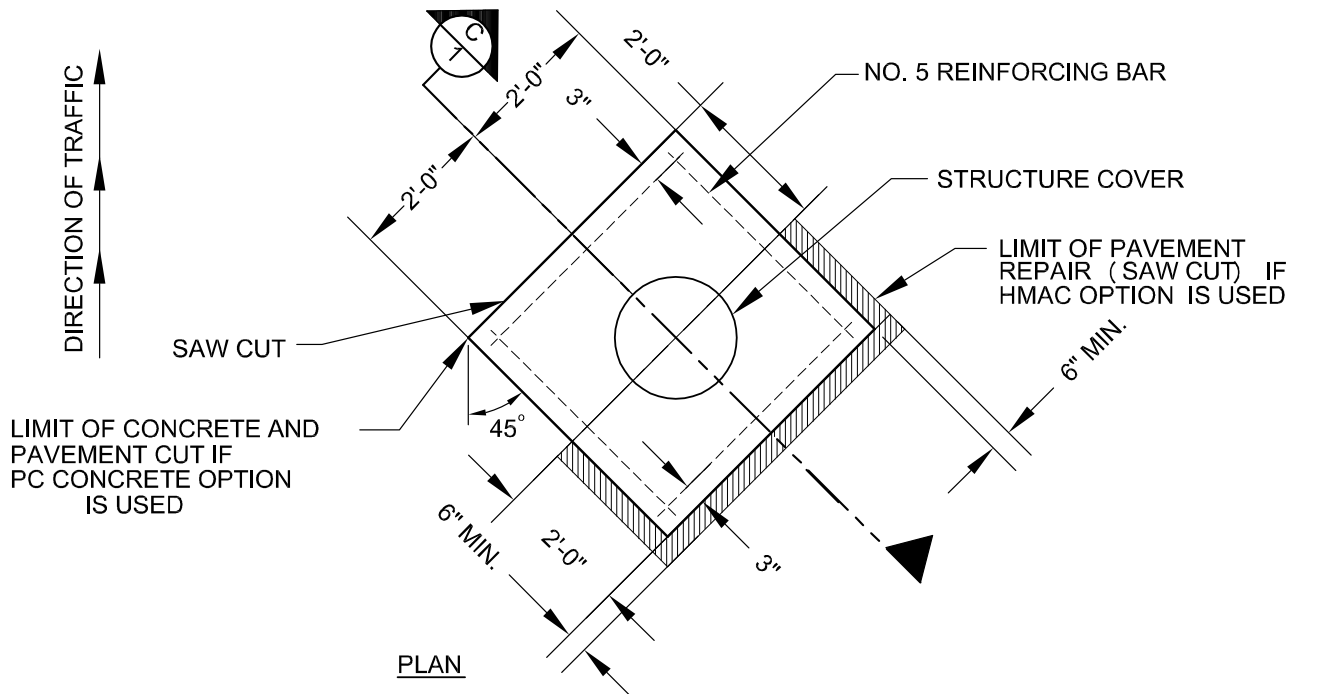 C
1
2'-0"
2'-0"
3"
2'-0"
NO. 5 REINFORCING BAR
STRUCTURE COVER
LIMIT OF PAVEMENT
REPAIR (SAW CUT) IF
HMAC OPTION IS USED
6" MIN.
DIRECTION OF TRAFFIC
SAW CUT
LIMIT OF CONCRETE AND
PAVEMENT CUT IF
PC CONCRETE OPTION
IS USED
45°
6" MIN.
2'-0"
3"
PLAN